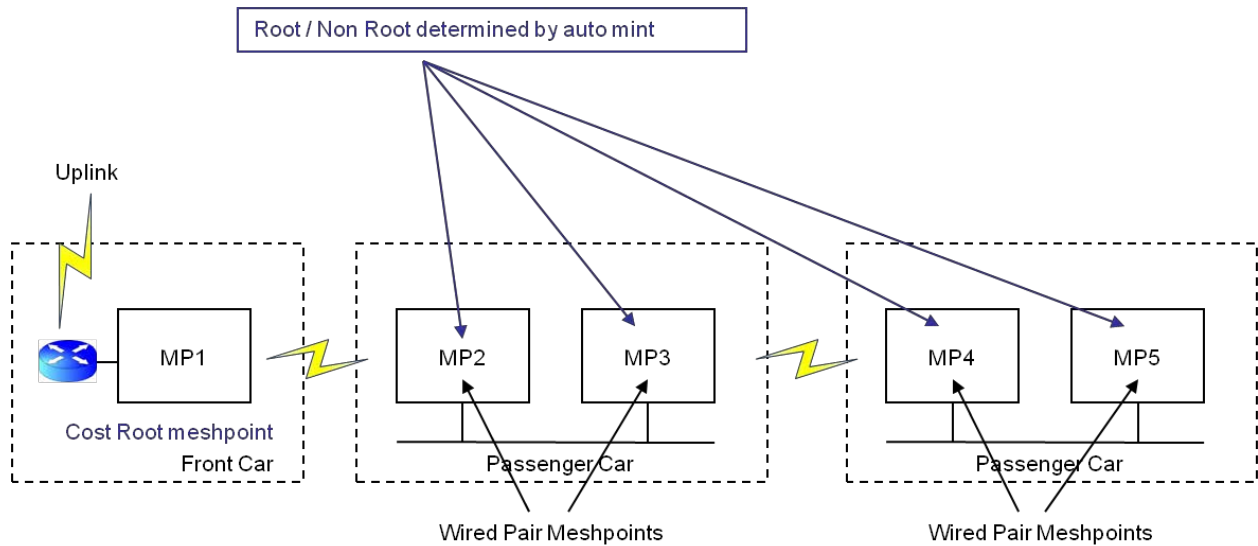 Root / Non Root determined by auto mint
Uplink
MP1
MP2
MP3
MP4
MP5
Cost Root meshpoint
Front Car
Passenger Car
Passenger Car
Wired Pair Meshpoints
Wired Pair Meshpoints